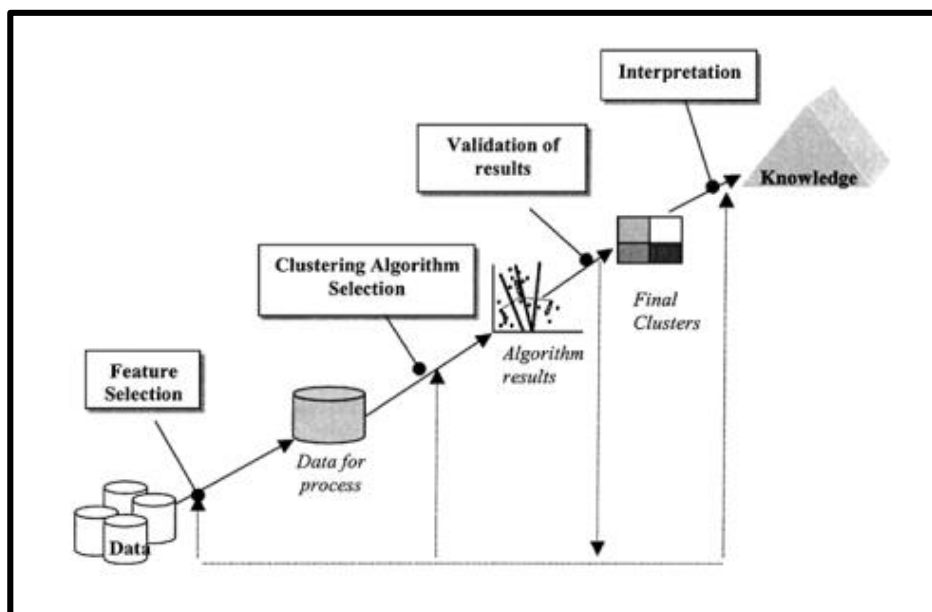 Interpretation
Knowledge
Validation of
results
Clustering Algorithm
Selection
Final
Clusters
Algorithm
results
Feature
Selection
Data for
process
Data